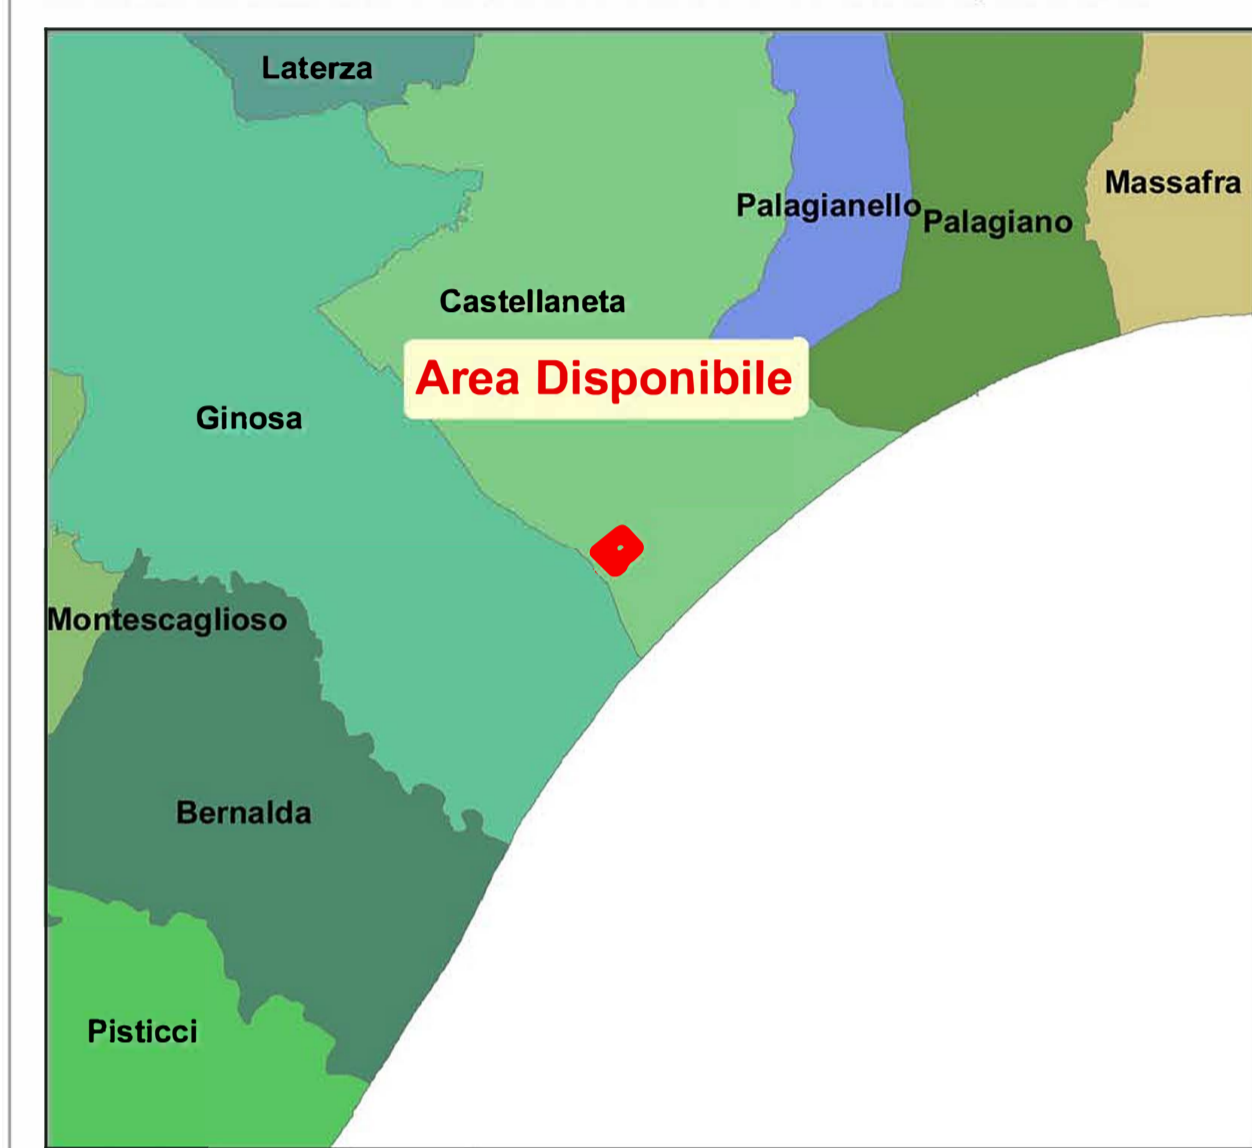 Laterza
Massafra
Palagianello
Palagiano
Castellaneta
Area Disponibile
Ginosa
Montescaglioso
Bernalda
Pisticci